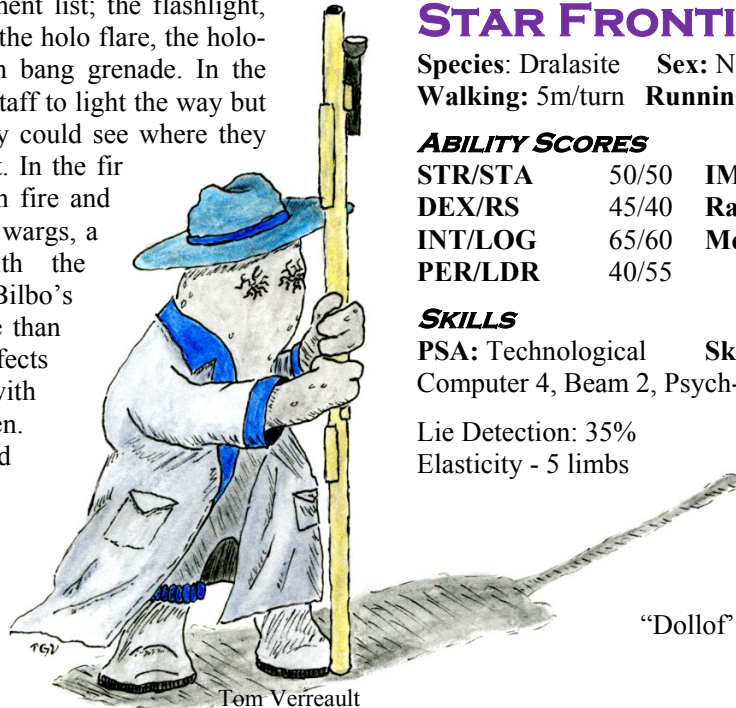 ment list; the flashlight,
the holo flare, the holo-
bang grenade. In the
taff to light the way but
y could see where they
t. In the fir
n fire and
wargs, a
th the
Bilbo's
e than
fects
with
en.
d
TGV
Tom Verreault
STAR FRONTI
Species: Dralasite Sex: N
Walking: 5m/turn Runnin
ABILITY SCORES
STR/STA 50/50 IM
DEX/RS 45/40 Ra
INT/LOG 65/60 Me
PER/LDR 40/55
SKILLS
PSA: Technological Sk
Computer 4, Beam 2, Psych-
Lie Detection: 35%
Elasticity - 5 limbs
“Dollof”